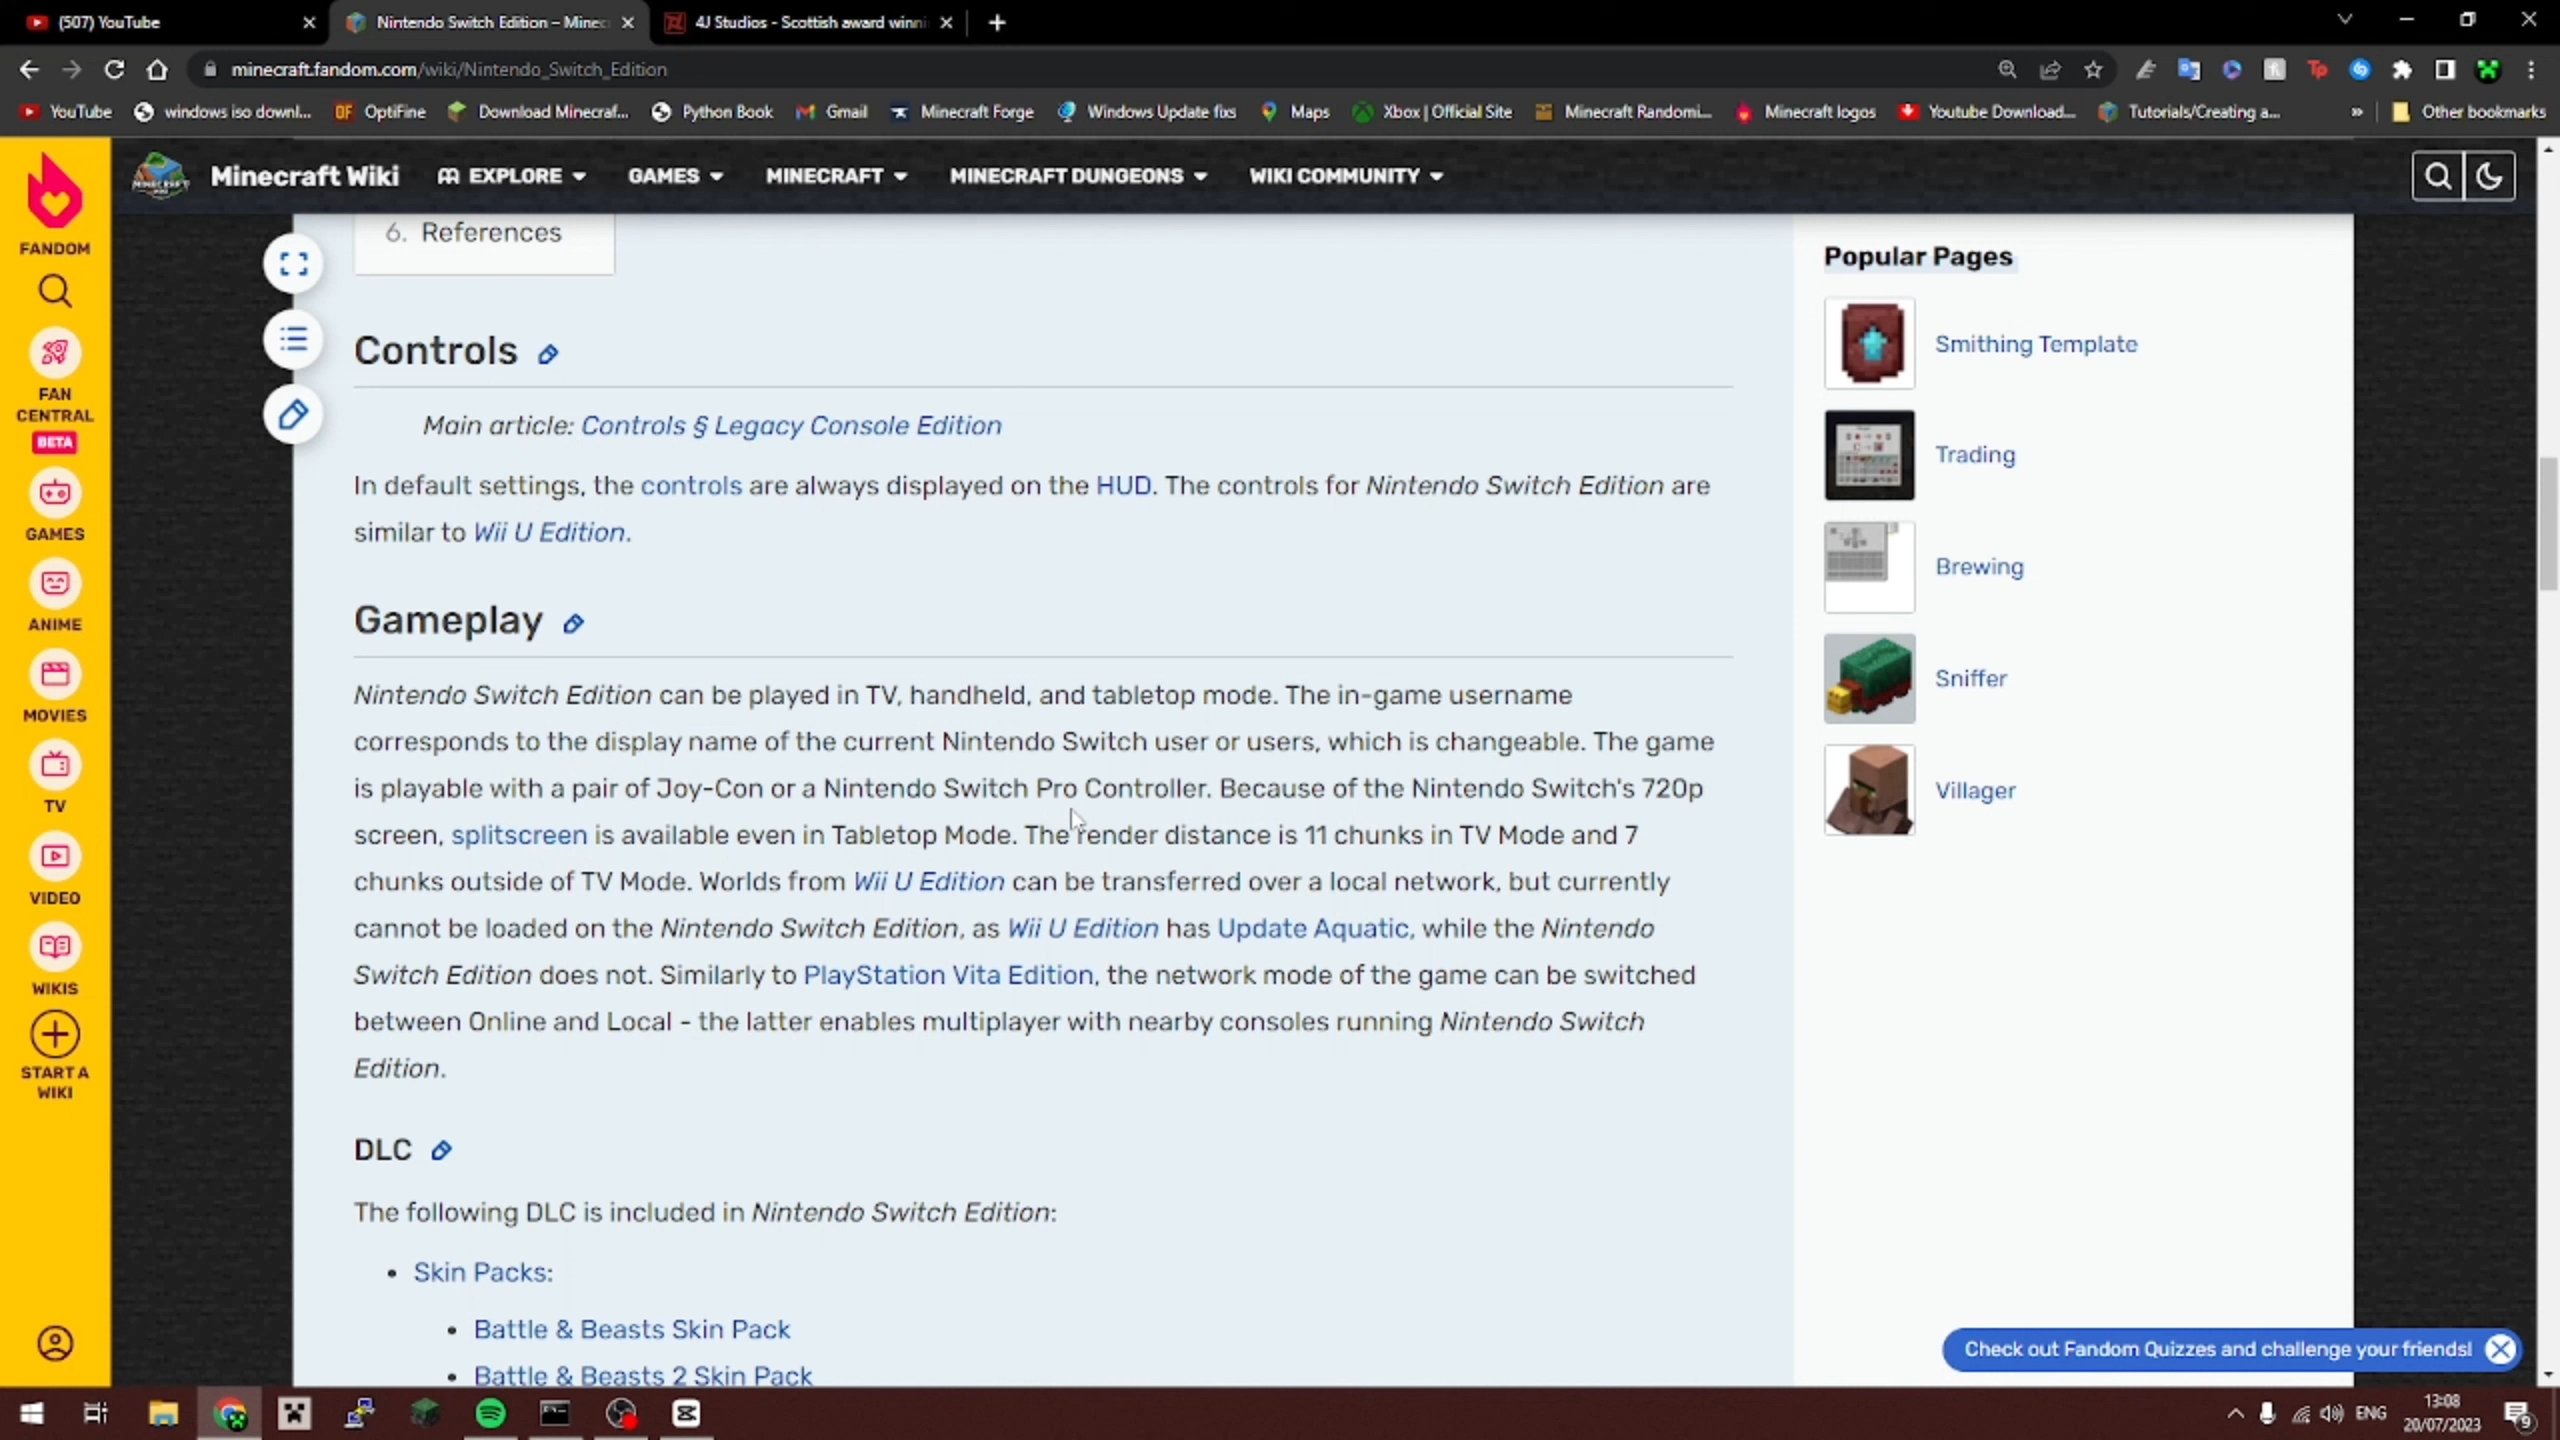 (507) YouTube
Nintendo Switch Edition – Minec
4J Studios - Scottish award winni
minecraft.fandom.com/wiki/Nintendo_Switch_Edition
YouTube
windows iso downl...
OptiFine
Download Minecraf...
Python Book
Gmail
Minecraft Forge
Windows Update fixs
Maps
Xbox | Official Site
Minecraft Randomi...
Minecraft logos
Youtube Download...
Tutorials/Creating a...
»
Other bookmarks
FANDOM
FAN
CENTRAL
BETA
GAMES
ANIME
MOVIES
TV
VIDEO
WIKIS
START A
WIKI
Minecraft Wiki
EXPLORE
GAMES
MINECRAFT
MINECRAFT DUNGEONS
WIKI COMMUNITY
6. References
Controls
Main article: Controls § Legacy Console Edition
In default settings, the controls are always displayed on the HUD. The controls for Nintendo Switch Edition are
similar to Wii U Edition.
Gameplay
Nintendo Switch Edition can be played in TV, handheld, and tabletop mode. The in-game username
corresponds to the display name of the current Nintendo Switch user or users, which is changeable. The game
is playable with a pair of Joy-Con or a Nintendo Switch Pro Controller. Because of the Nintendo Switch's 720p
screen, splitscreen is available even in Tabletop Mode. The render distance is 11 chunks in TV Mode and 7
chunks outside of TV Mode. Worlds from Wii U Edition can be transferred over a local network, but currently
cannot be loaded on the Nintendo Switch Edition, as Wii U Edition has Update Aquatic, while the Nintendo
Switch Edition does not. Similarly to PlayStation Vita Edition, the network mode of the game can be switched
between Online and Local - the latter enables multiplayer with nearby consoles running Nintendo Switch
Edition.
DLC
The following DLC is included in Nintendo Switch Edition:
• Skin Packs:
• Battle & Beasts Skin Pack
• Battle & Beasts 2 Skin Pack
Popular Pages
Smithing Template
Trading
Brewing
Sniffer
Villager
Check out Fandom Quizzes and challenge your friends!
ENG
13:08
20/07/2023
9